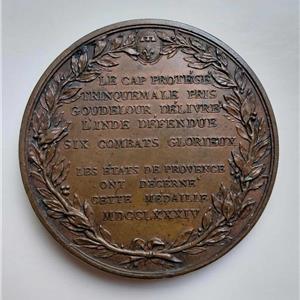 LE CAP PROTÉGÉ
TRINQUEMALE PRIS
GOUDELOUR DÉLIVRÉ
L'INDE DÉFENDUE
SIX COMBATS GLORIEUX
LES ÉTATS DE PROVENCE
ONT DÉCERNÉ
CETTE MÉDAILLE
MDCCLXXXIV